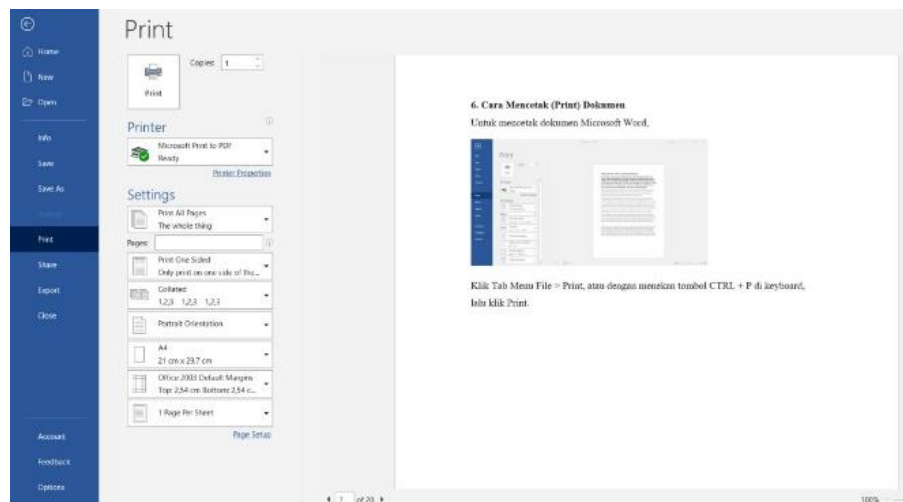 Print
Home
New
Open
Info
Save
Save As
Print
Share
Export
Close
Account
Feedback
Options
Print
Copies: 1
Printer
Microsoft Print to PDF
Ready
Printer Properties
Settings
Print All Pages
The whole thing
Pages:
Print One Sided
Only print on one side of the...
Collated
1,2,3 1,2,3 1,2,3
Portrait Orientation
A4
21 cm x 29,7 cm
Office 2003 Default Margins
Top: 2,54 cm Bottom: 2,54 c...
1 Page Per Sheet
Page Setup
6. Cara Mencetak (Print) Dokumen
Untuk mencetak dokumen Microsoft Word,
Print
Klik Tab Menu File > Print, atau dengan menekan tombol CTRL + P di keyboard,
lalu klik Print.
of 20
100%